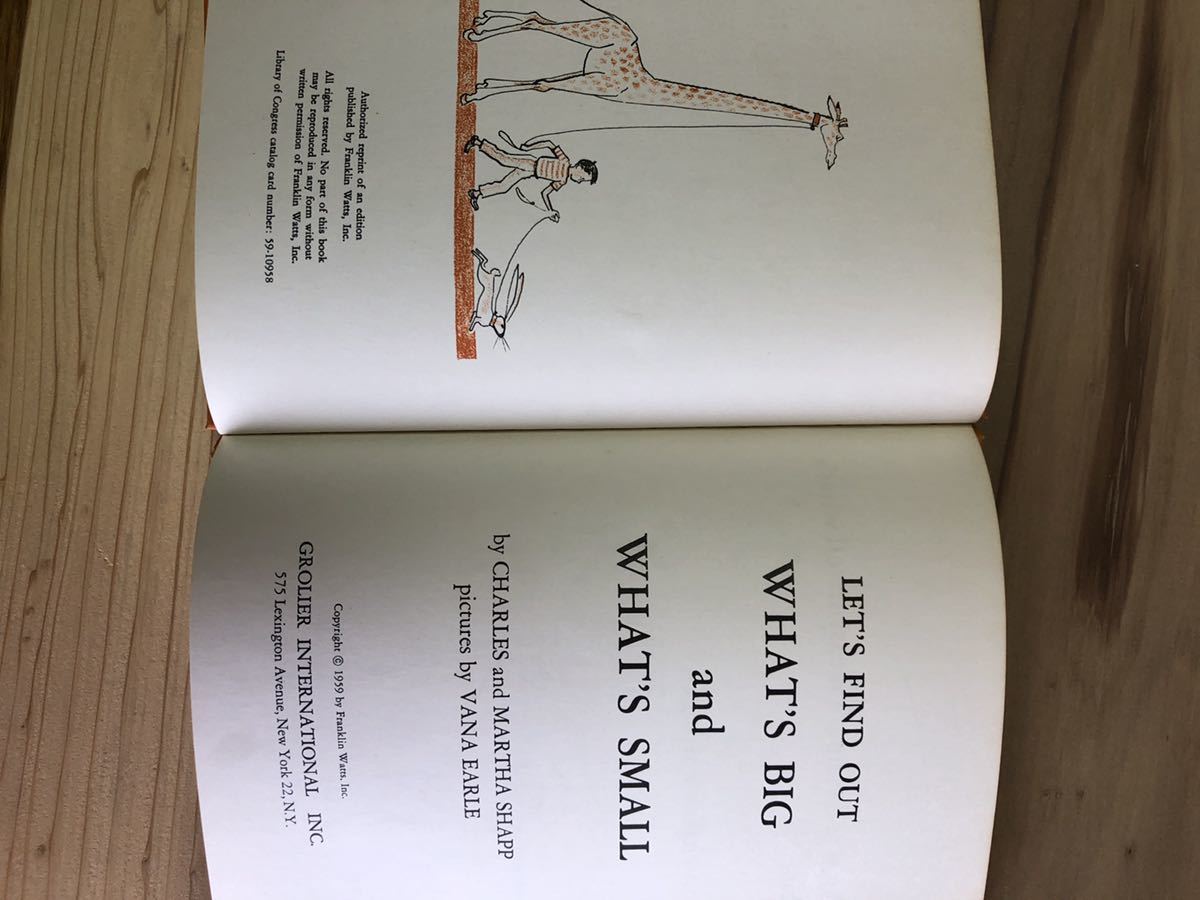 Authorized reprint of an edition
published by Franklin Watts, Inc.
All rights reserved. No part of this book
may be reproduced in any form without
written permission of Franklin Watts, Inc.
Library of Congress catalog card number: 59-10958
LET'S FIND OUT
WHAT'S BIG
and
WHAT'S SMALL
by CHARLES and MARTHA SHAPP
pictures by VANA EARLE
Copyright © 1959 by Franklin Watts, Inc.
GROLIER INTERNATIONAL INC.
575 Lexington Avenue, New York 22, N.Y.